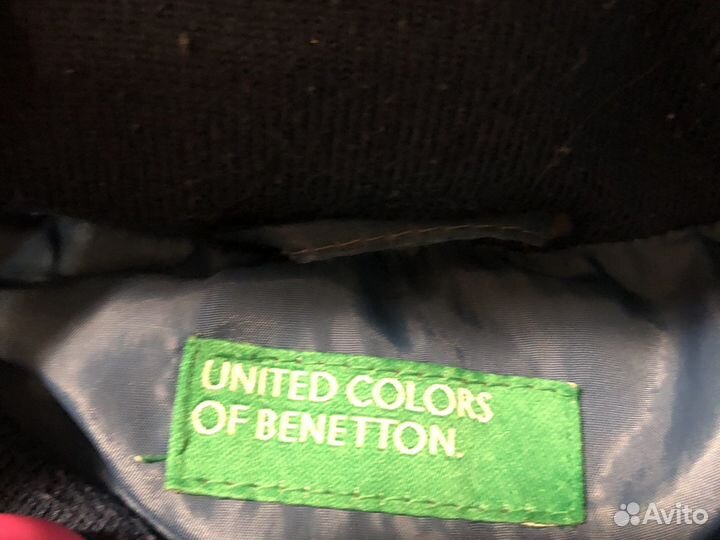 UNITED COLORS
OF BENETTON.
Avito